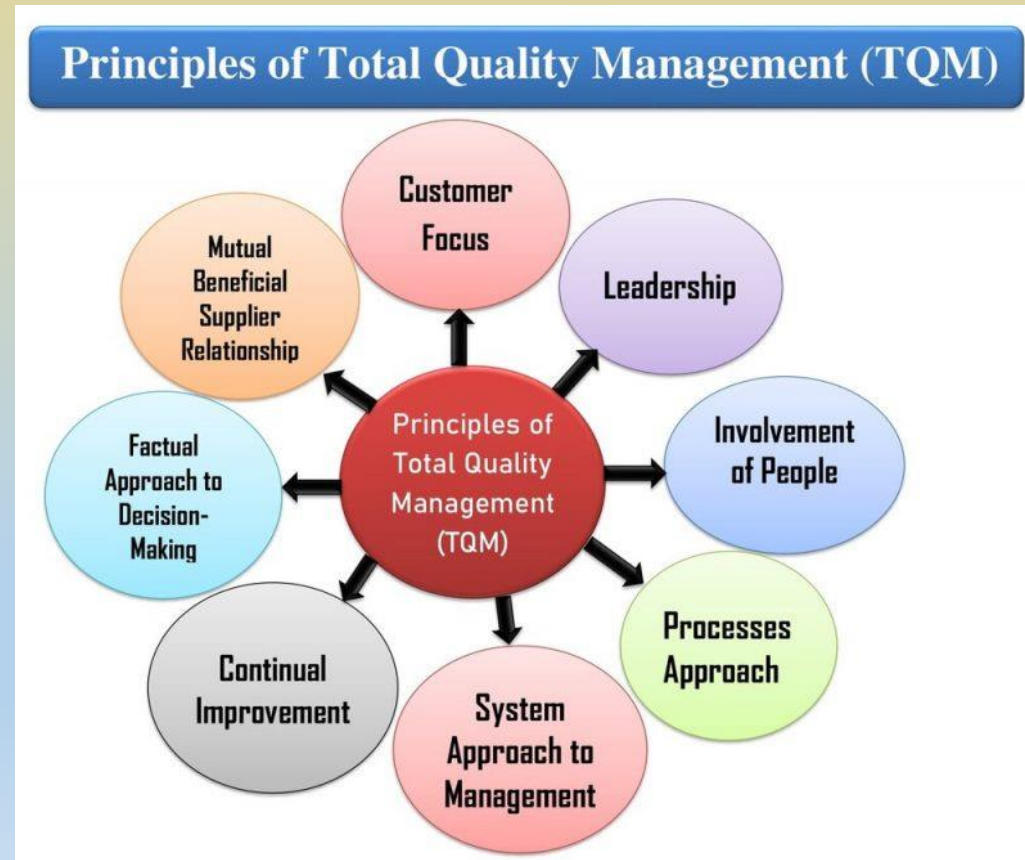 Principles of Total Quality Management (TQM)
Customer
Focus
Leadership
Involvement
of People
Processes
Approach
System
Approach to
Management
Continual
Improvement
Factual
Approach to
Decision-
Making
Mutual
Beneficial
Supplier
Relationship
Principles of
Total Quality
Management
(TQM)